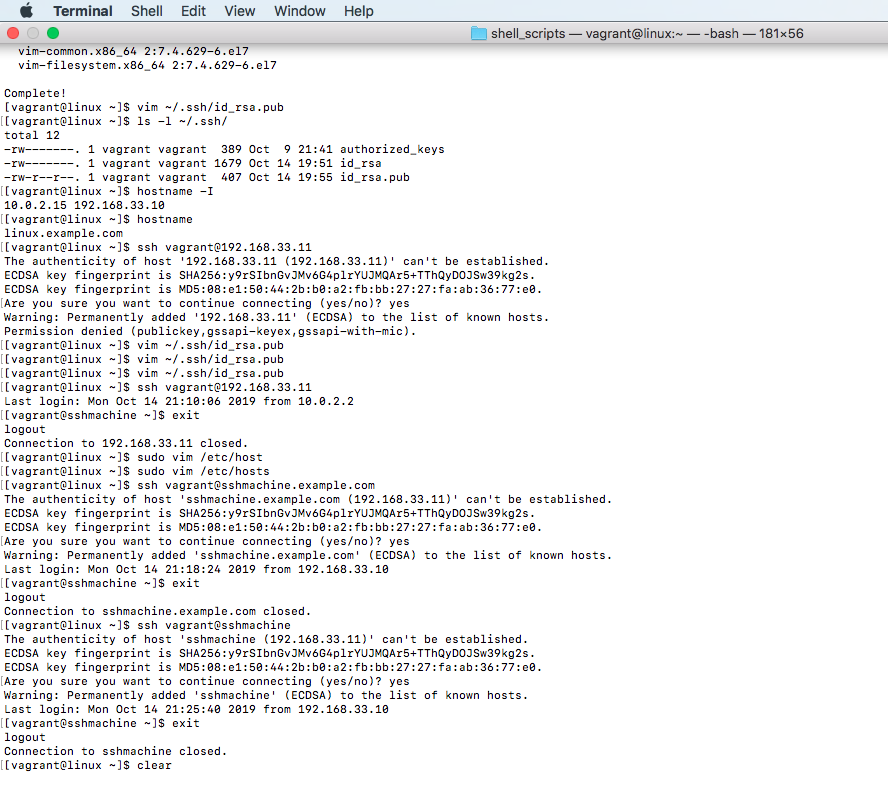 Terminal Shell Edit View Window Help
shell_scripts — vagrant@linux:~ — -bash — 181×56
  vim-common.x86_64 2:7.4.629-6.el7
  vim-filesystem.x86_64 2:7.4.629-6.el7
Complete!
[vagrant@linux ~]$ vim ~/.ssh/id_rsa.pub
[[vagrant@linux ~]$ ls -l ~/.ssh/
total 12
-rw-------. 1 vagrant vagrant  389 Oct  9 21:41 authorized_keys
-rw-------. 1 vagrant vagrant 1679 Oct 14 19:51 id_rsa
-rw-r--r--. 1 vagrant vagrant  407 Oct 14 19:55 id_rsa.pub
[[vagrant@linux ~]$ hostname -I
10.0.2.15 192.168.33.10
[[vagrant@linux ~]$ hostname
linux.example.com
[[vagrant@linux ~]$ ssh vagrant@192.168.33.11
The authenticity of host '192.168.33.11 (192.168.33.11)' can't be established.
ECDSA key fingerprint is SHA256:y9rSIbnGvJMv6G4plrYUJMQAr5+TThQyDOJSw39kg2s.
ECDSA key fingerprint is MD5:08:e1:50:44:2b:b0:a2:fb:bb:27:27:fa:ab:36:77:e0.
[Are you sure you want to continue connecting (yes/no)? yes
Warning: Permanently added '192.168.33.11' (ECDSA) to the list of known hosts.
Permission denied (publickey,gssapi-keyex,gssapi-with-mic).
[[vagrant@linux ~]$ vim ~/.ssh/id_rsa.pub
[[vagrant@linux ~]$ vim ~/.ssh/id_rsa.pub
[[vagrant@linux ~]$ vim ~/.ssh/id_rsa.pub
[[vagrant@linux ~]$ ssh vagrant@192.168.33.11
Last login: Mon Oct 14 21:10:06 2019 from 10.0.2.2
[[vagrant@sshmachine ~]$ exit
logout
Connection to 192.168.33.11 closed.
[[vagrant@linux ~]$ sudo vim /etc/host
[[vagrant@linux ~]$ sudo vim /etc/hosts
[[vagrant@linux ~]$ ssh vagrant@sshmachine.example.com
The authenticity of host 'sshmachine.example.com (192.168.33.11)' can't be established.
ECDSA key fingerprint is SHA256:y9rSIbnGvJMv6G4plrYUJMQAr5+TThQyDOJSw39kg2s.
ECDSA key fingerprint is MD5:08:e1:50:44:2b:b0:a2:fb:bb:27:27:fa:ab:36:77:e0.
[Are you sure you want to continue connecting (yes/no)? yes
Warning: Permanently added 'sshmachine.example.com' (ECDSA) to the list of known hosts.
Last login: Mon Oct 14 21:18:24 2019 from 192.168.33.10
[[vagrant@sshmachine ~]$ exit
logout
Connection to sshmachine.example.com closed.
[[vagrant@linux ~]$ ssh vagrant@sshmachine
The authenticity of host 'sshmachine (192.168.33.11)' can't be established.
ECDSA key fingerprint is SHA256:y9rSIbnGvJMv6G4plrYUJMQAr5+TThQyDOJSw39kg2s.
ECDSA key fingerprint is MD5:08:e1:50:44:2b:b0:a2:fb:bb:27:27:fa:ab:36:77:e0.
[Are you sure you want to continue connecting (yes/no)? yes
Warning: Permanently added 'sshmachine' (ECDSA) to the list of known hosts.
Last login: Mon Oct 14 21:25:40 2019 from 192.168.33.10
[[vagrant@sshmachine ~]$ exit
logout
Connection to sshmachine closed.
[[vagrant@linux ~]$ clear